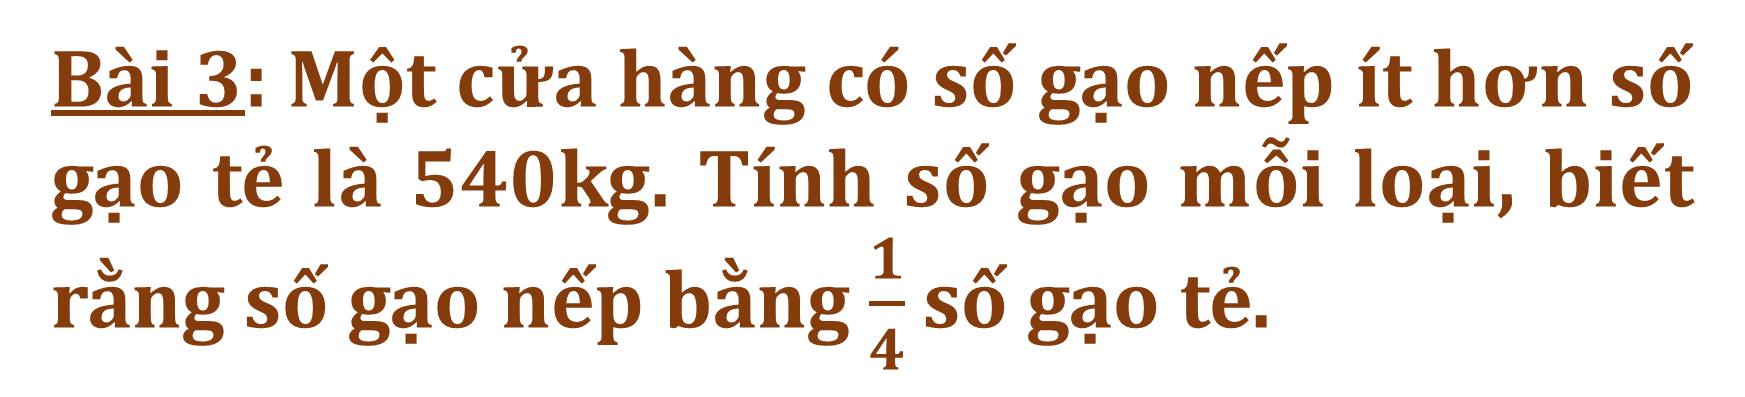 Bài 3: Một cửa hàng có số gạo nếp ít hơn số
gạo tẻ là 540kg. Tính số gạo mỗi loại, biết
rằng số gạo nếp bằng 1/4 số gạo tẻ.